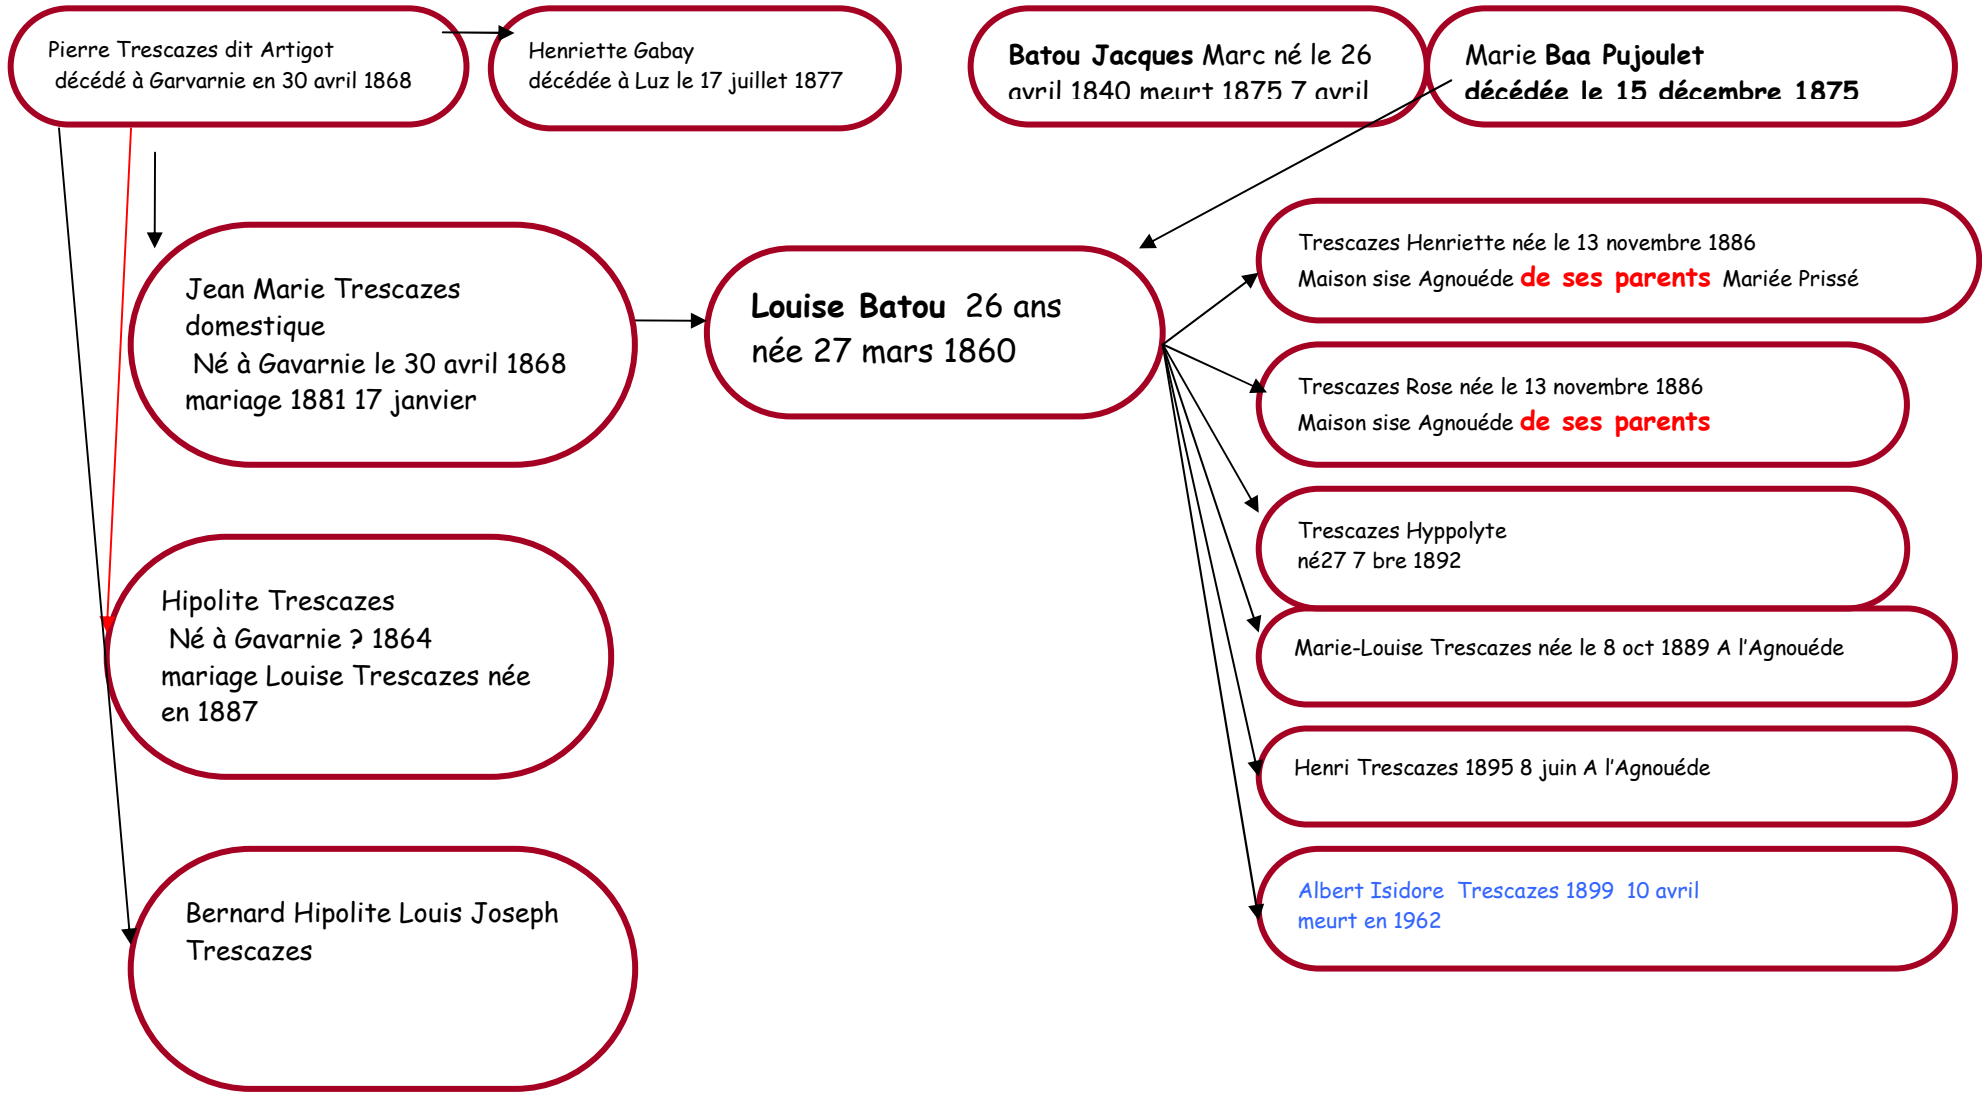 Pierre Trescazes dit Artigot
décédé à Garvarnie en 30 avril 1868
Henriette Gabay
décédée à Luz le 17 juillet 1877
Batou Jacques Marc né le 26
avril 1840 meurt 1875 7 avril
Marie Baa Pujoulet
décédée le 15 décembre 1875
Jean Marie Trescazes
domestique
Né à Gavarnie le 30 avril 1868
mariage 1881 17 janvier
Louise Batou 26 ans
née 27 mars 1860
Trescazes Henriette née le 13 novembre 1886
Maison sise Agnouéde de ses parents Mariée Prissé
Trescazes Rose née le 13 novembre 1886
Maison sise Agnouéde de ses parents
Trescazes Hyppolyte
né27 7 bre 1892
Marie-Louise Trescazes née le 8 oct 1889 A l'Agnouéde
Henri Trescazes 1895 8 juin A l'Agnouéde
Albert Isidore Trescazes 1899 10 avril
meurt en 1962
Hipolite Trescazes
Né à Gavarnie ? 1864
mariage Louise Trescazes née
en 1887
Bernard Hipolite Louis Joseph
Trescazes